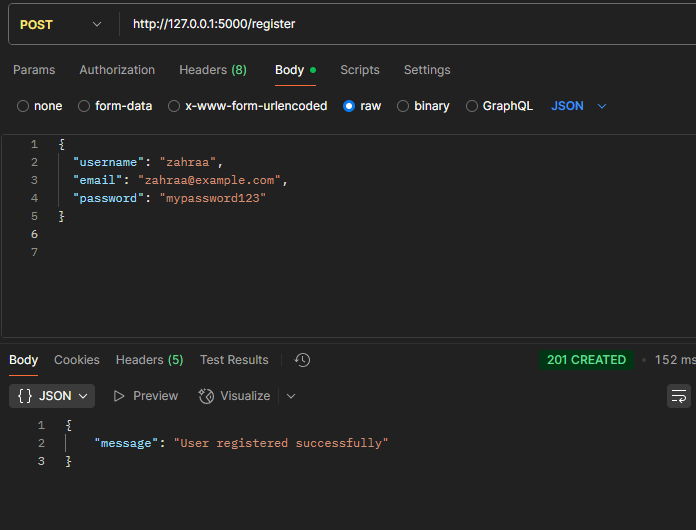 POST http://127.0.0.1:5000/register
Params Authorization Headers (8) Body Scripts Settings
none form-data x-www-form-urlencoded raw binary GraphQL JSON
1 {
2 "username": "zahraa",
3 "email": "zahraa@example.com",
4 "password": "mypassword123"
5 }
6
7
Body Cookies Headers (5) Test Results 201 CREATED 152 ms
{} JSON Preview Visualize
1 {
2 "message": "User registered successfully"
3 }